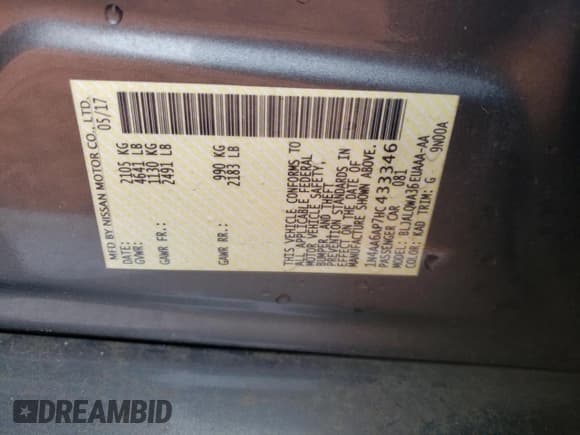 MFD BY NISSAN MOTOR CO., LTD.
05/17
GVWR: 2105 KG
4641 LB
GAWR FR.: 1130 KG
2491 LB
GAWR RR.: 990 KG
2183 LB
THIS VEHICLE CONFORMS TO
ALL APPLICABLE FEDERAL
MOTOR VEHICLE SAFETY,
BUMPER, AND THEFT
PREVENTION STANDARDS IN
EFFECT ON THE DATE OF
MANUFACTURE SHOWN ABOVE.
1N4AA6AP7HC433346
PASSENGER CAR 081
MODEL: BLJALQWA36EUAAA-AA
COLOR: KAD TRIM: G 9N00A
DREAMBID